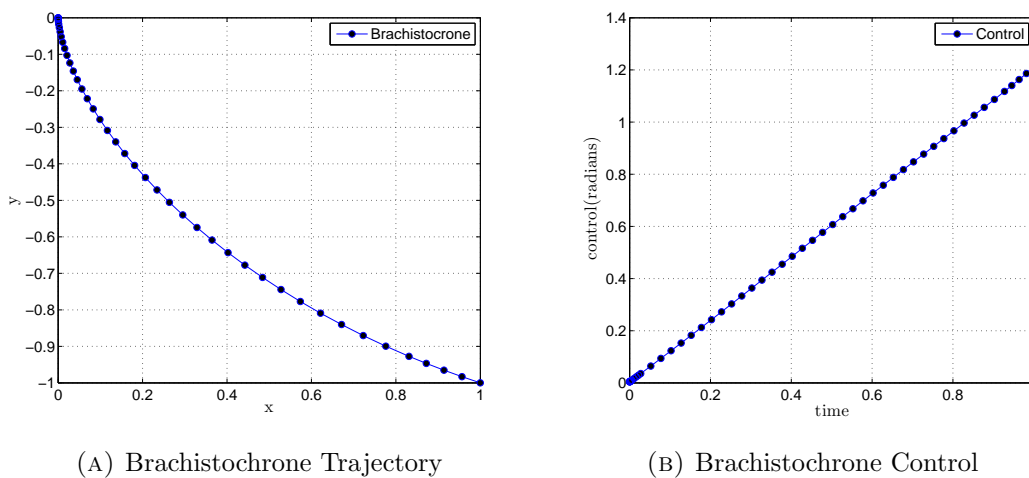 Brachistocrone
0
−0.1
−0.2
−0.3
−0.4
−0.5
−0.6
−0.7
−0.8
−0.9
−1
y
0 0.2 0.4 0.6 0.8 1
x
(A) Brachistochrone Trajectory
Control
1.4
1.2
1
0.8
0.6
0.4
0.2
0
control(radians)
0 0.2 0.4 0.6 0.8
time
(B) Brachistochrone Control